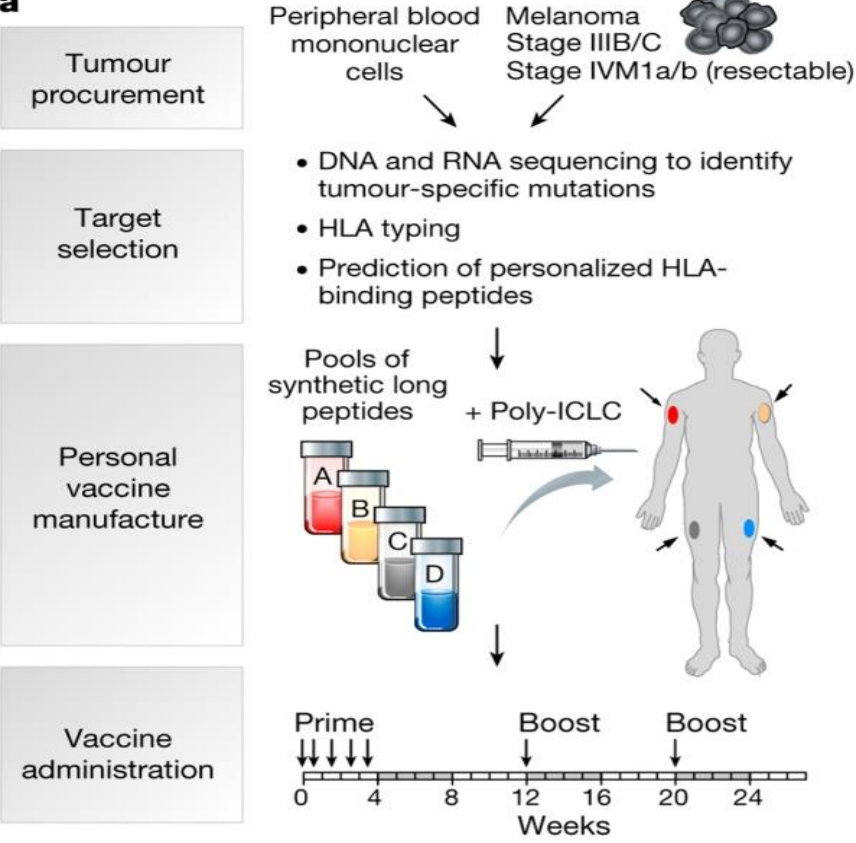 a
Tumour
procurement
Peripheral blood
mononuclear
cells
Melanoma
Stage IIIB/C
Stage IVM1a/b (resectable)
Target
selection
• DNA and RNA sequencing to identify
tumour-specific mutations
• HLA typing
• Prediction of personalized HLA-
binding peptides
Personal
vaccine
manufacture
Pools of
synthetic long
peptides
+ Poly-ICLC
A
B
C
D
Vaccine
administration
Prime
Boost
Boost
0 4 8 12 16 20 24
Weeks